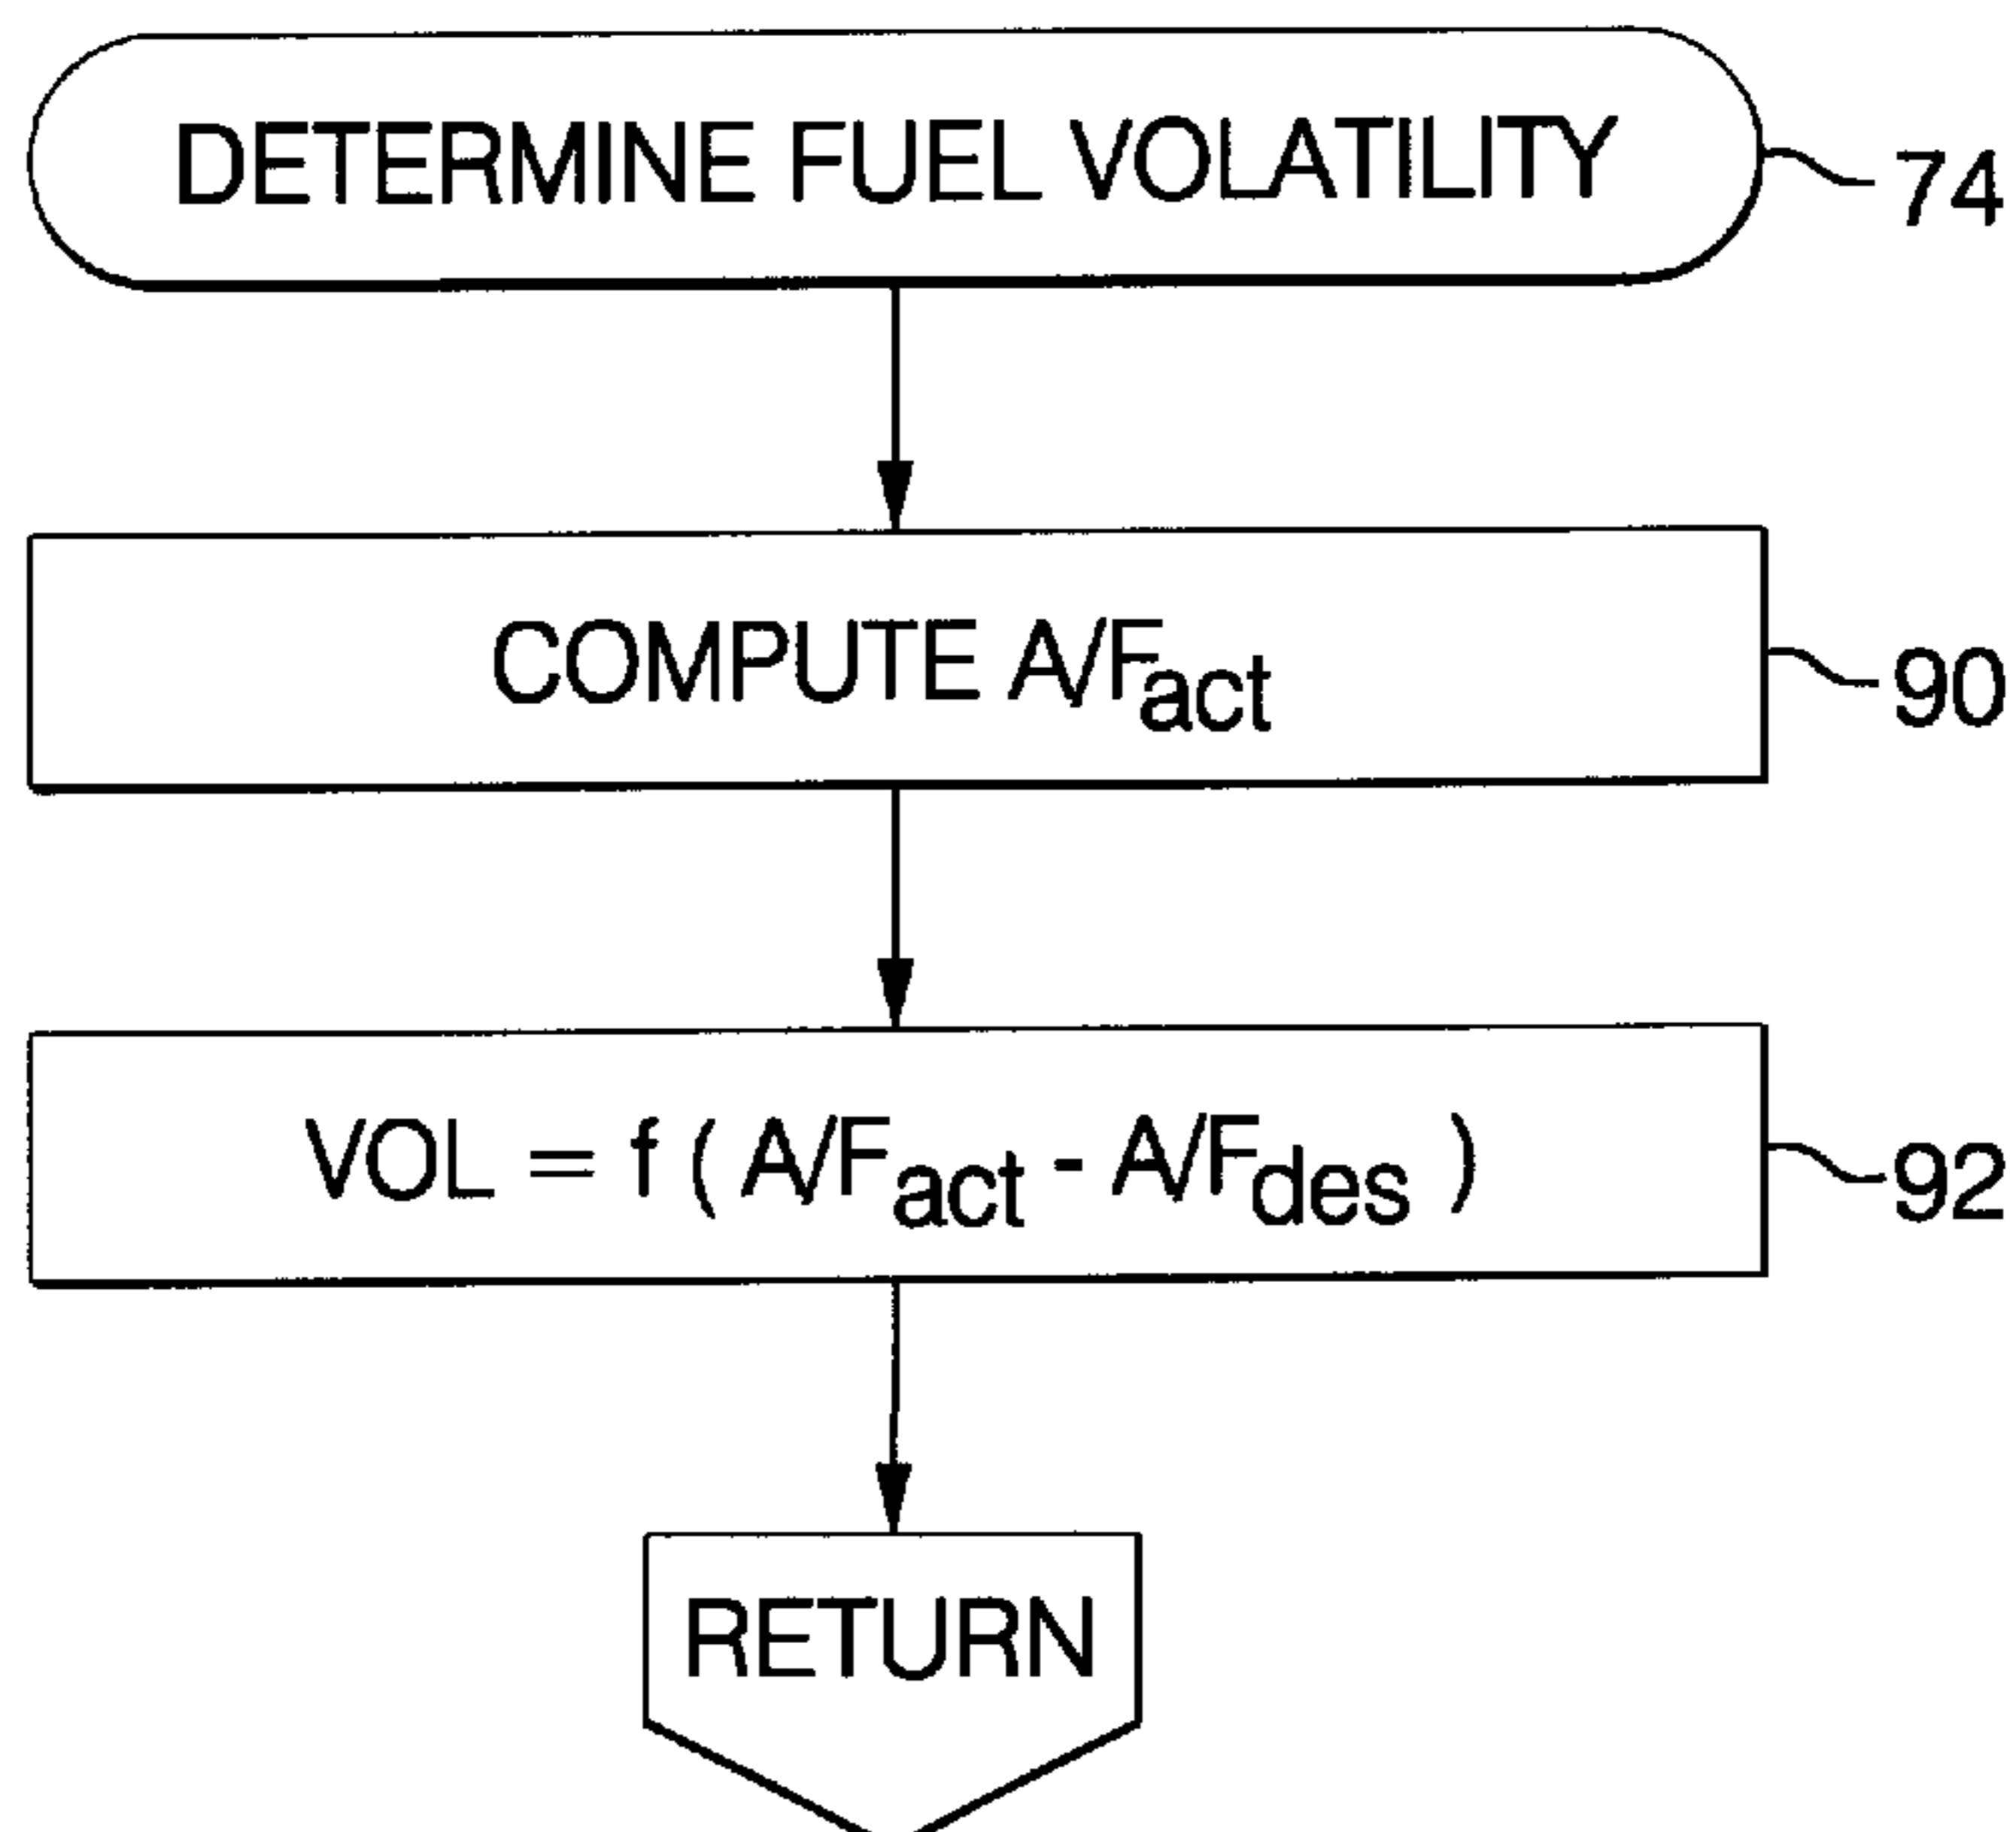 DETERMINE FUEL VOLATILITY
74
COMPUTE A/Fact
90
VOL = f ( A/Fact - A/Fdes )
92
RETURN